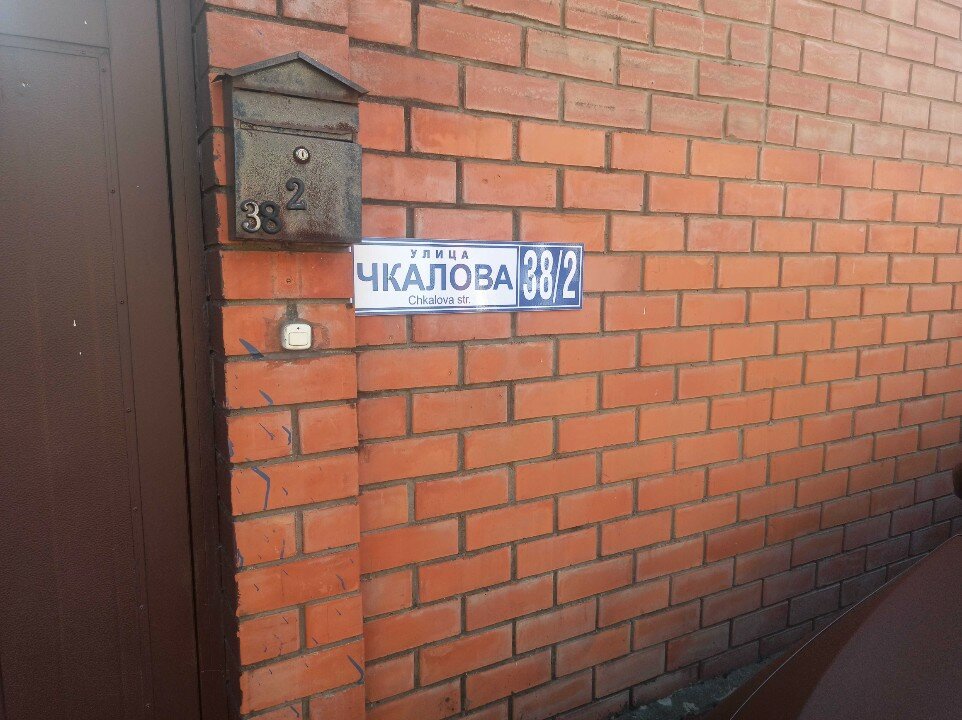 2
38
УЛИЦА
ЧКАЛОВА 38/2
Chkalova str.